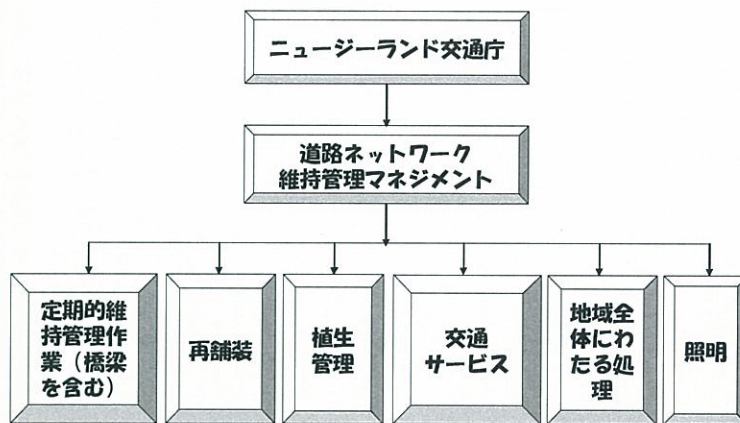 ニュージーランド交通庁
道路ネットワーク
維持管理マネジメント
定期的維
持管理作
業（橋梁
を含む）
再舗装
植生
管理
交通
サービス
地域全
体にわ
たる処
理
照明